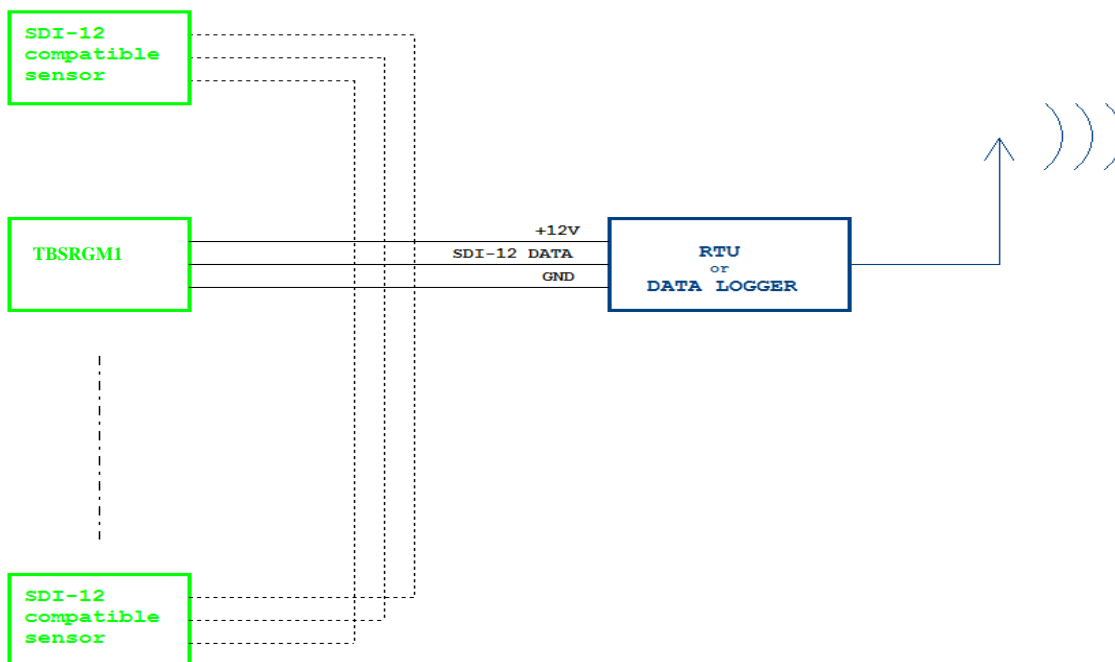 SDI-12
compatible
sensor
TBSRGM1
+12V
SDI-12 DATA
GND
RTU
or
DATA LOGGER
SDI-12
compatible
sensor